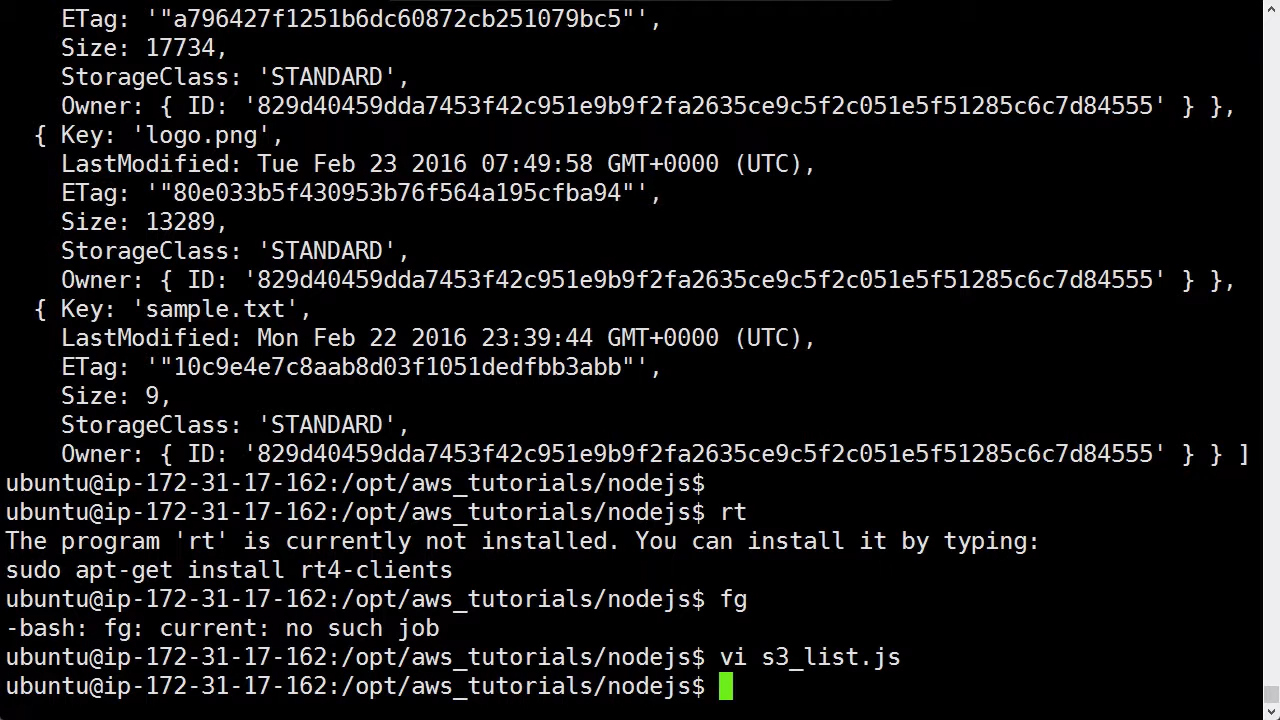 ETag: '"a796427f1251b6dc60872cb251079bc5"',
Size: 17734,
StorageClass: 'STANDARD',
Owner: { ID: '829d40459dda7453f42c951e9b9f2fa2635ce9c5f2c051e5f51285c6c7d84555' } },
{ Key: 'logo.png',
LastModified: Tue Feb 23 2016 07:49:58 GMT+0000 (UTC),
ETag: '"80e033b5f430953b76f564a195cfba94"',
Size: 13289,
StorageClass: 'STANDARD',
Owner: { ID: '829d40459dda7453f42c951e9b9f2fa2635ce9c5f2c051e5f51285c6c7d84555' } },
{ Key: 'sample.txt',
LastModified: Mon Feb 22 2016 23:39:44 GMT+0000 (UTC),
ETag: '"10c9e4e7c8aab8d03f1051dedfbb3abb"',
Size: 9,
StorageClass: 'STANDARD',
Owner: { ID: '829d40459dda7453f42c951e9b9f2fa2635ce9c5f2c051e5f51285c6c7d84555' } } ]
ubuntu@ip-172-31-17-162:/opt/aws_tutorials/nodejs$
ubuntu@ip-172-31-17-162:/opt/aws_tutorials/nodejs$ rt
The program 'rt' is currently not installed. You can install it by typing:
sudo apt-get install rt4-clients
ubuntu@ip-172-31-17-162:/opt/aws_tutorials/nodejs$ fg
-bash: fg: current: no such job
ubuntu@ip-172-31-17-162:/opt/aws_tutorials/nodejs$ vi s3_list.js
ubuntu@ip-172-31-17-162:/opt/aws_tutorials/nodejs$